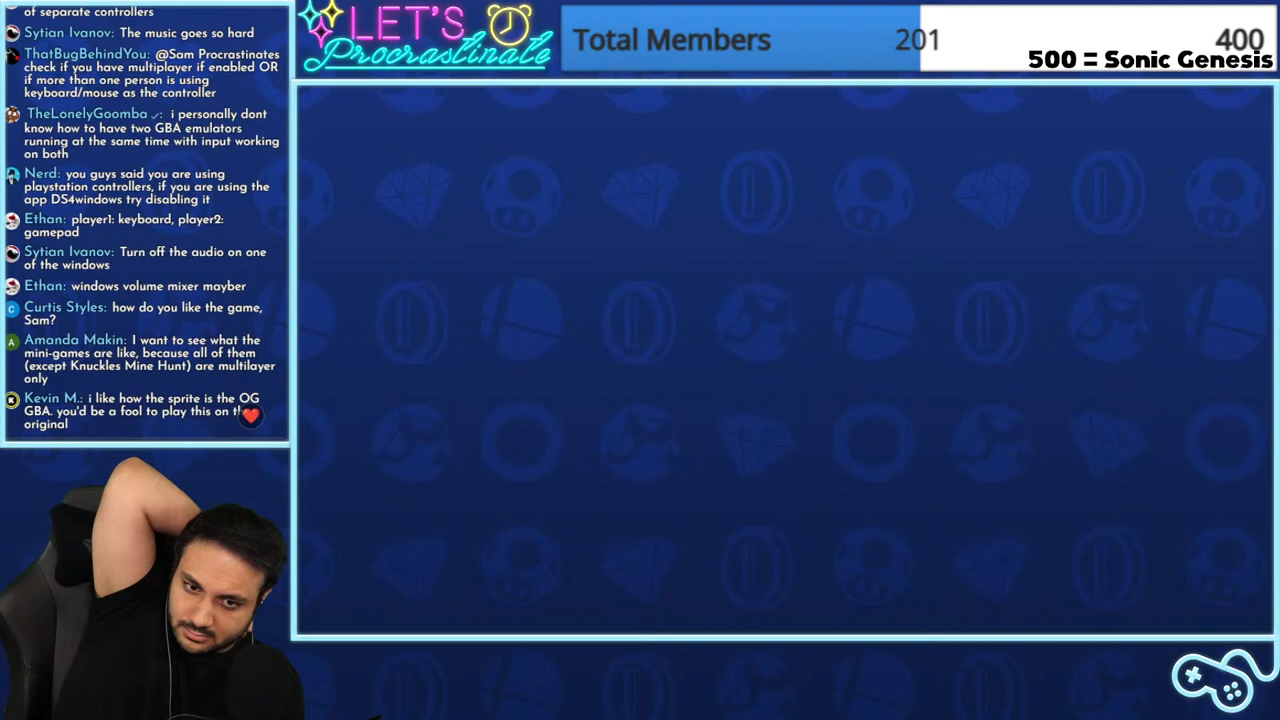 of separate controllers
Sytian Ivanov: The music goes so hard
ThatBugBehindYou: @Sam Procrastinates
check if you have multiplayer if enabled OR
if more than one person is using
keyboard/mouse as the controller
TheLonelyGoomba: i personally dont
know how to have two GBA emulators
running at the same time with input working
on both
Nerd: you guys said you are using
playstation controllers, if you are using the
app DS4windows try disabling it
Ethan: player1: keyboard, player2:
gamepad
Sytian Ivanov: Turn off the audio on one
of the windows
Ethan: windows volume mixer mayber
Curtis Styles: how do you like the game,
Sam?
Amanda Makin: I want to see what the
mini-games are like, because all of them
(except Knuckles Mine Hunt) are multilayer
only
Kevin M.: i like how the sprite is the OG
GBA. you'd be a fool to play this on
original
LET'S
Procrastinate
Total Members 201 400
500 = Sonic Genesis